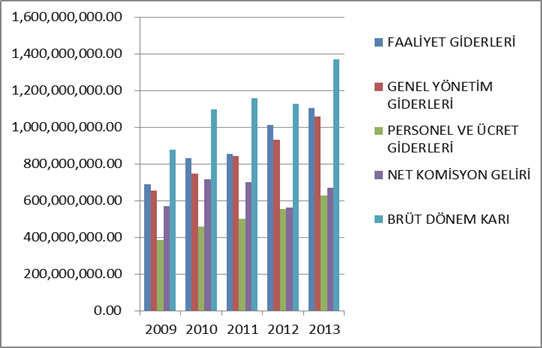 1,600,000,000.00
1,400,000,000.00
1,200,000,000.00
1,000,000,000.00
800,000,000.00
600,000,000.00
400,000,000.00
200,000,000.00
0.00
2009 2010 2011 2012 2013
FAALİYET GİDERLERİ
GENEL YÖNETİM
GİDERLERİ
PERSONEL VE ÜCRET
GİDERLERİ
NET KOMİSYON GELİRİ
BRÜT DÖNEM KARI